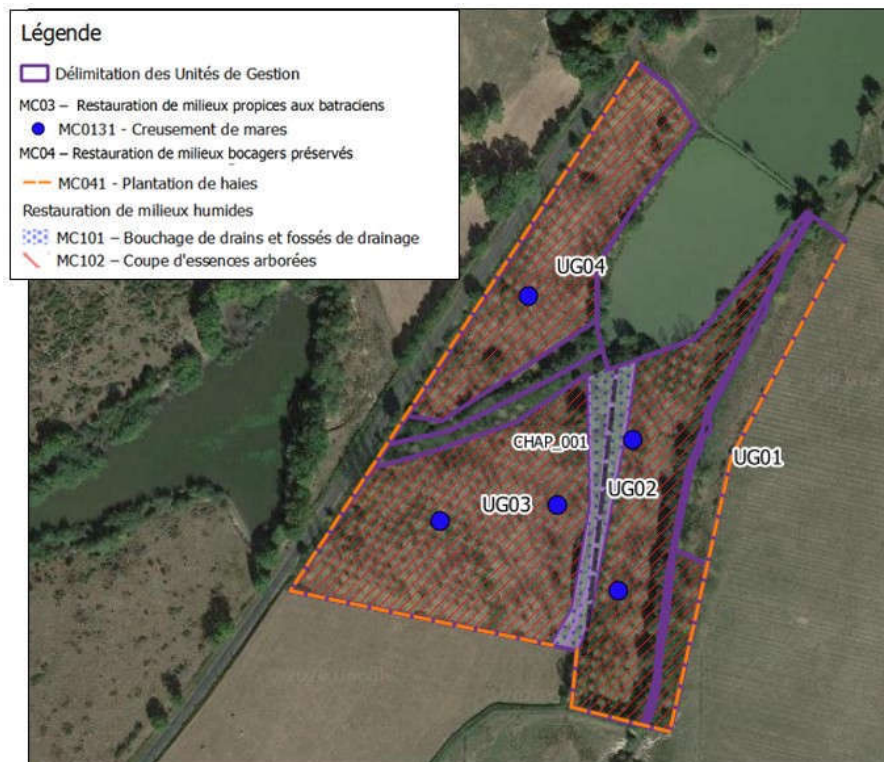 Légende
Délimitation des Unités de Gestion
MC03 – Restauration de milieux propices aux batraciens
MC0131 - Creusement de mares
MC04 – Restauration de milieux bocagers préservés
MC041 - Plantation de haies
Restauration de milieux humides
MC101 – Bouchage de drains et fossés de drainage
MC102 – Coupe d'essences arborées
UG04
CHAP_001
UG01
UG03
UG02